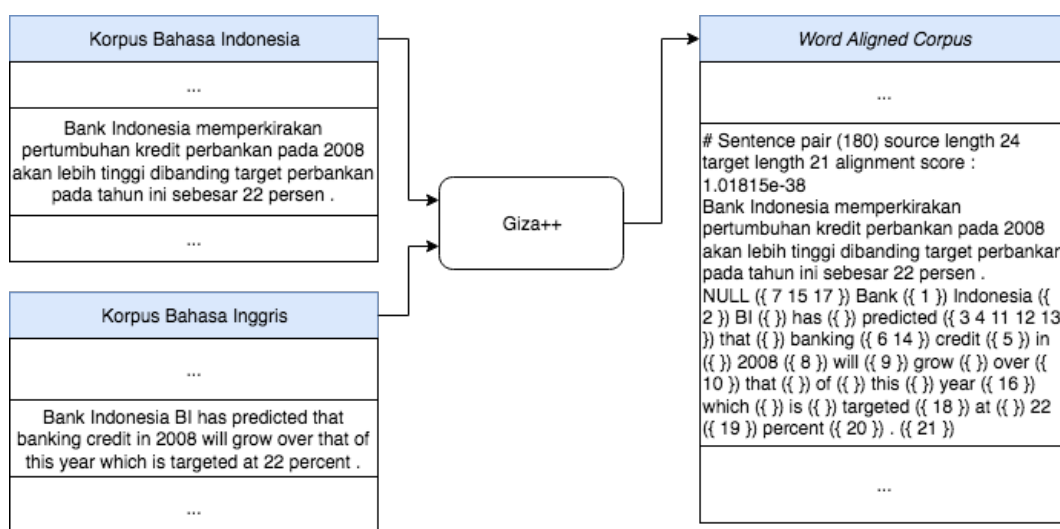 Korpus Bahasa Indonesia
...
Bank Indonesia memperkirakan
pertumbuhan kredit perbankan pada 2008
akan lebih tinggi dibanding target perbankan
pada tahun ini sebesar 22 persen .
...
Korpus Bahasa Inggris
...
Bank Indonesia BI has predicted that
banking credit in 2008 will grow over that of
this year which is targeted at 22 percent .
...
Giza++
Word Aligned Corpus
...
# Sentence pair (180) source length 24
target length 21 alignment score :
1.01815e-38
Bank Indonesia memperkirakan
pertumbuhan kredit perbankan pada 2008
akan lebih tinggi dibanding target perbankan
pada tahun ini sebesar 22 persen .
NULL ({ 7 15 17 }) Bank ({ 1 }) Indonesia ({
2 }) BI ({ }) has ({ }) predicted ({ 3 4 11 12 13
}) that ({ }) banking ({ 6 14 }) credit ({ 5 }) in
({ }) 2008 ({ 8 }) will ({ 9 }) grow ({ }) over ({
10 }) that ({ }) of ({ }) this ({ }) year ({ 16 })
which ({ }) is ({ }) targeted ({ 18 }) at ({ }) 22
({ 19 }) percent ({ 20 }) . ({ 21 })
...